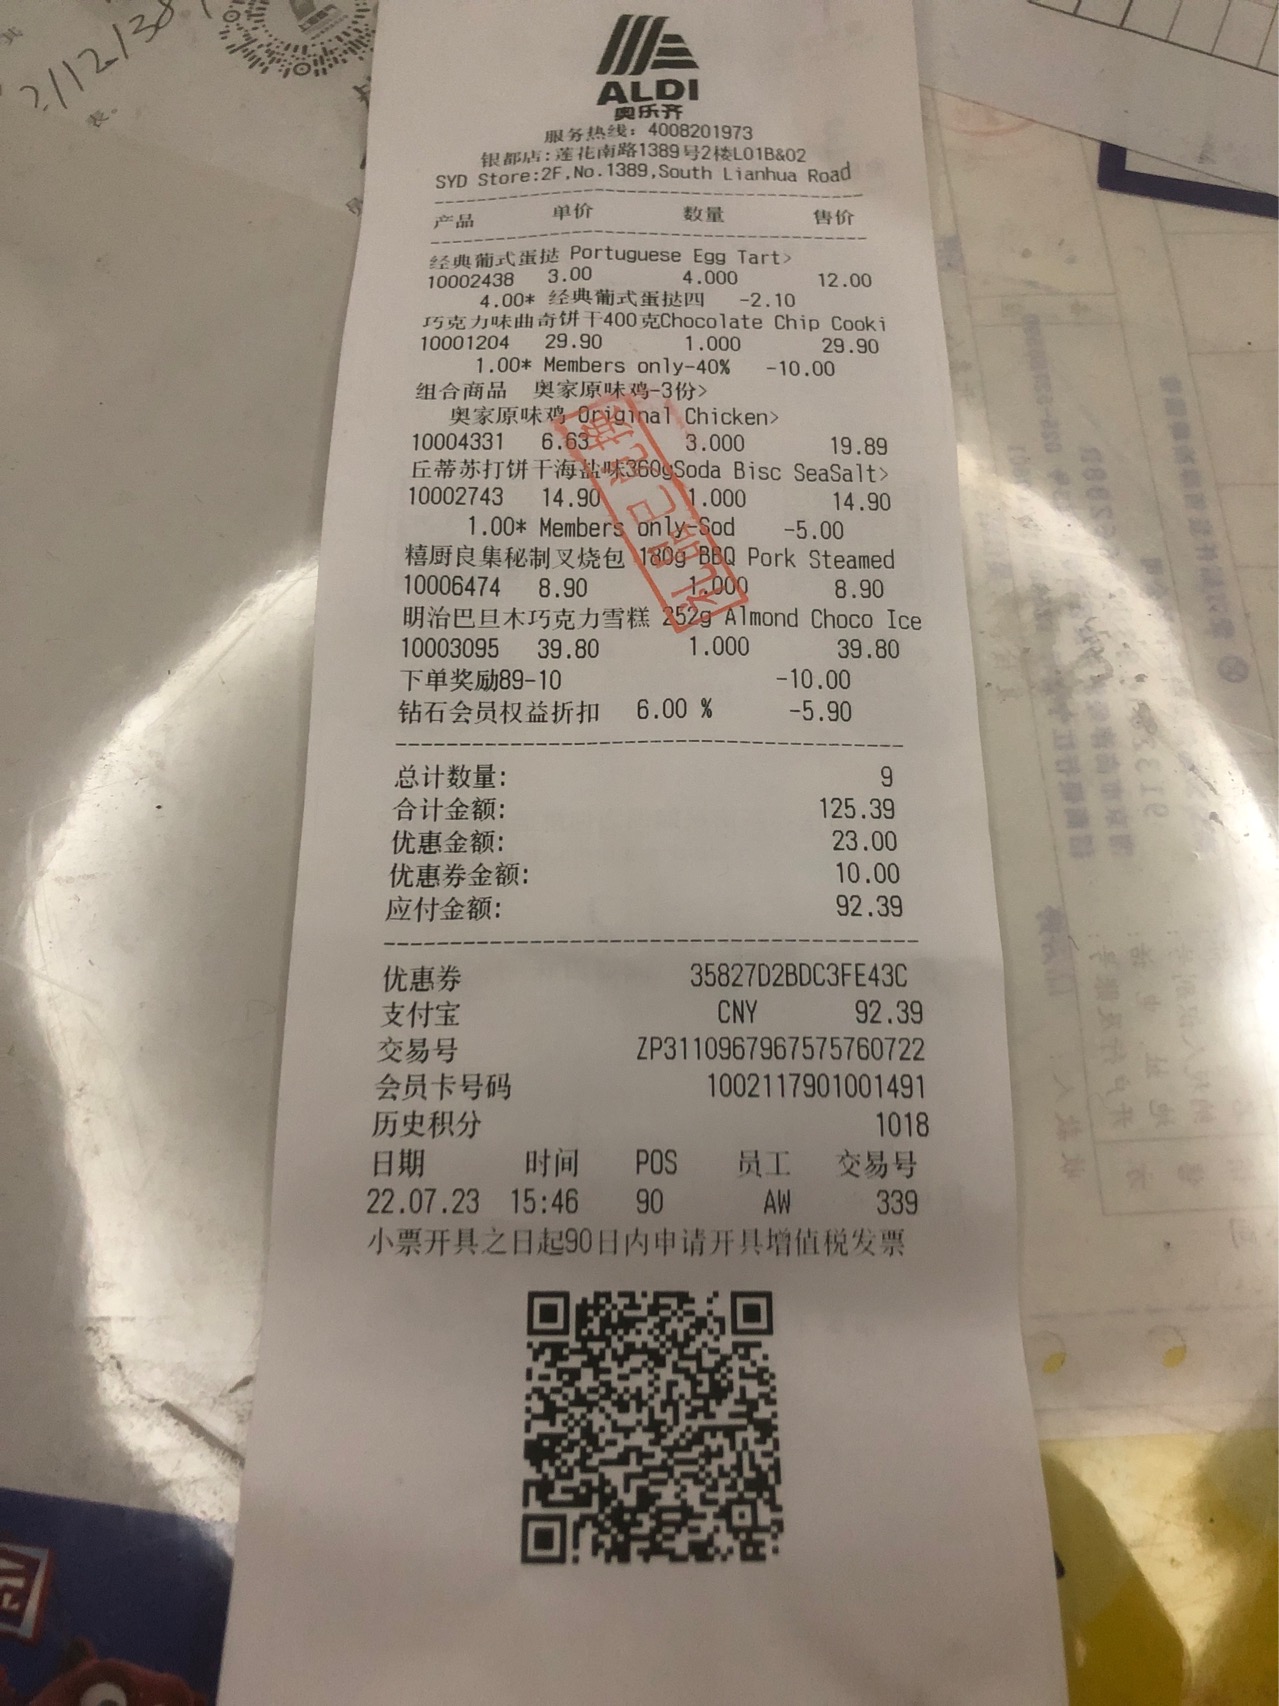 2/12/38
表。
ALDI
奥乐齐
服务热线: 4008201973
银都店:莲花南路1389号2楼L01B&02
SYD Store:2F,No.1389,South Lianhua Road
产品 单价 数量 售价
经典葡式蛋挞 Portuguese Egg Tart>
10002438 3.00 4.000 12.00
4.00* 经典葡式蛋挞四 -2.10
巧克力味曲奇饼干400克Chocolate Chip Cooki
10001204 29.90 1.000 29.90
1.00* Members only-40% -10.00
组合商品 奥家原味鸡-3份>
奥家原味鸡 Original Chicken>
10004331 6.63 3.000 19.89
丘蒂苏打饼干海盐味360gSoda Bisc SeaSalt>
10002743 14.90 1.000 14.90
1.00* Members only-Sod -5.00
禧厨良集秘制叉烧包 180g BBQ Pork Steamed
10006474 8.90 1.000 8.90
明治巴旦木巧克力雪糕 252g Almond Choco Ice
10003095 39.80 1.000 39.80
下单奖励89-10 -10.00
钻石会员权益折扣 6.00 % -5.90
总计数量: 9
合计金额: 125.39
优惠金额: 23.00
优惠券金额: 10.00
应付金额: 92.39
优惠券 35827D2BDC3FE43C
支付宝 CNY 92.39
交易号 ZP3110967967575760722
会员卡号码 1002117901001491
历史积分 1018
日期 时间 POS 员工 交易号
22.07.23 15:46 90 AW 339
小票开具之日起90日内申请开具增值税发票